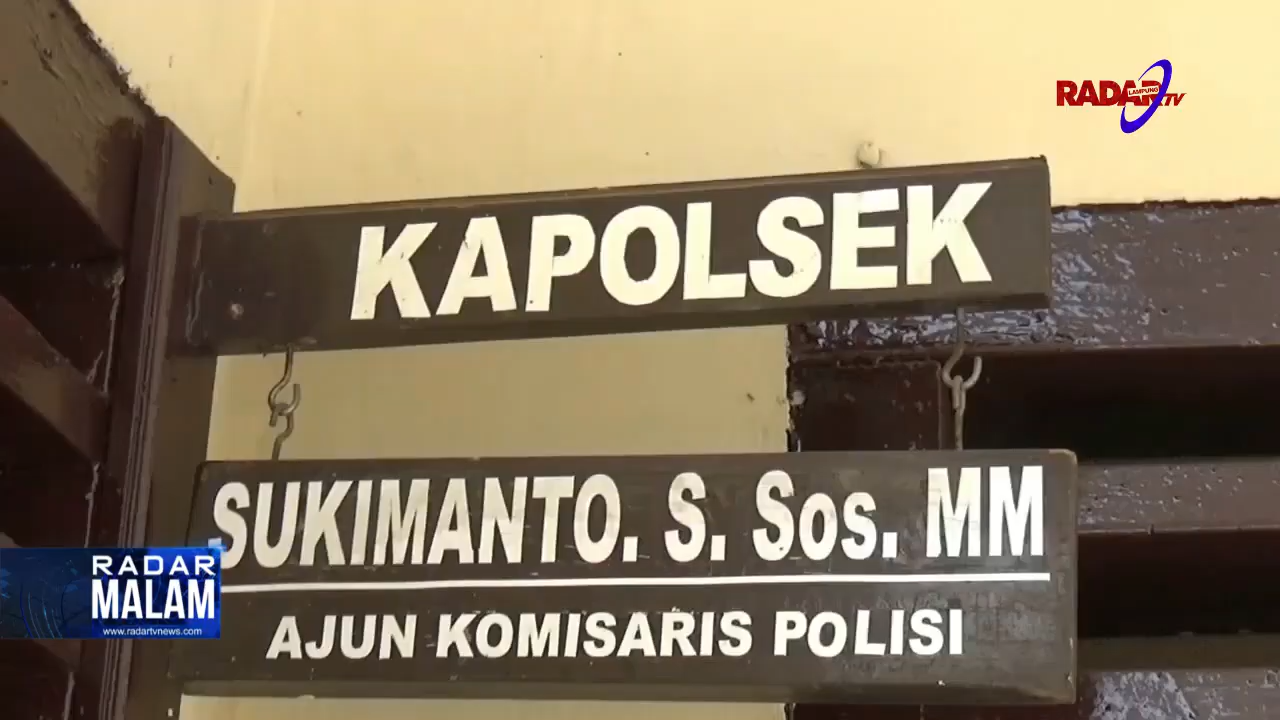 RADAR LAMPUNG TV
KAPOLSEK
SUKIMANTO. S. Sos. MM
AJUN KOMISARIS POLISI
RADAR
MALAM
www.radartvnews.com